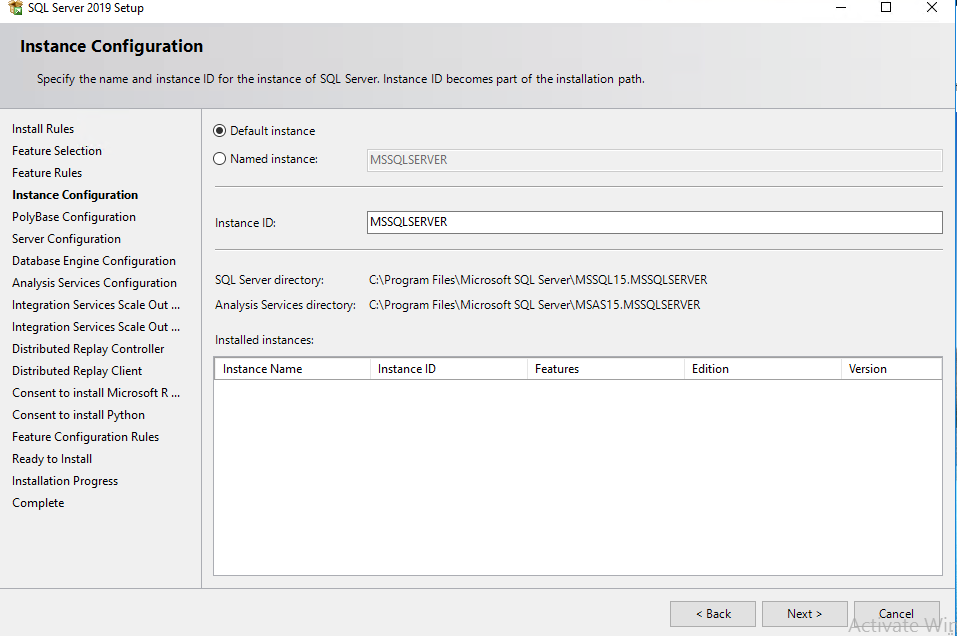 SQL Server 2019 Setup
Instance Configuration
Specify the name and instance ID for the instance of SQL Server. Instance ID becomes part of the installation path.
Install Rules
Feature Selection
Feature Rules
Instance Configuration
PolyBase Configuration
Server Configuration
Database Engine Configuration
Analysis Services Configuration
Integration Services Scale Out ...
Integration Services Scale Out ...
Distributed Replay Controller
Distributed Replay Client
Consent to install Microsoft R ...
Consent to install Python
Feature Configuration Rules
Ready to Install
Installation Progress
Complete
Default instance
Named instance: MSSQLSERVER
Instance ID: MSSQLSERVER
SQL Server directory: C:\Program Files\Microsoft SQL Server\MSSQL15.MSSQLSERVER
Analysis Services directory: C:\Program Files\Microsoft SQL Server\MSAS15.MSSQLSERVER
Installed instances:
Instance Name Instance ID Features Edition Version
< Back Next > Cancel
Activate Win